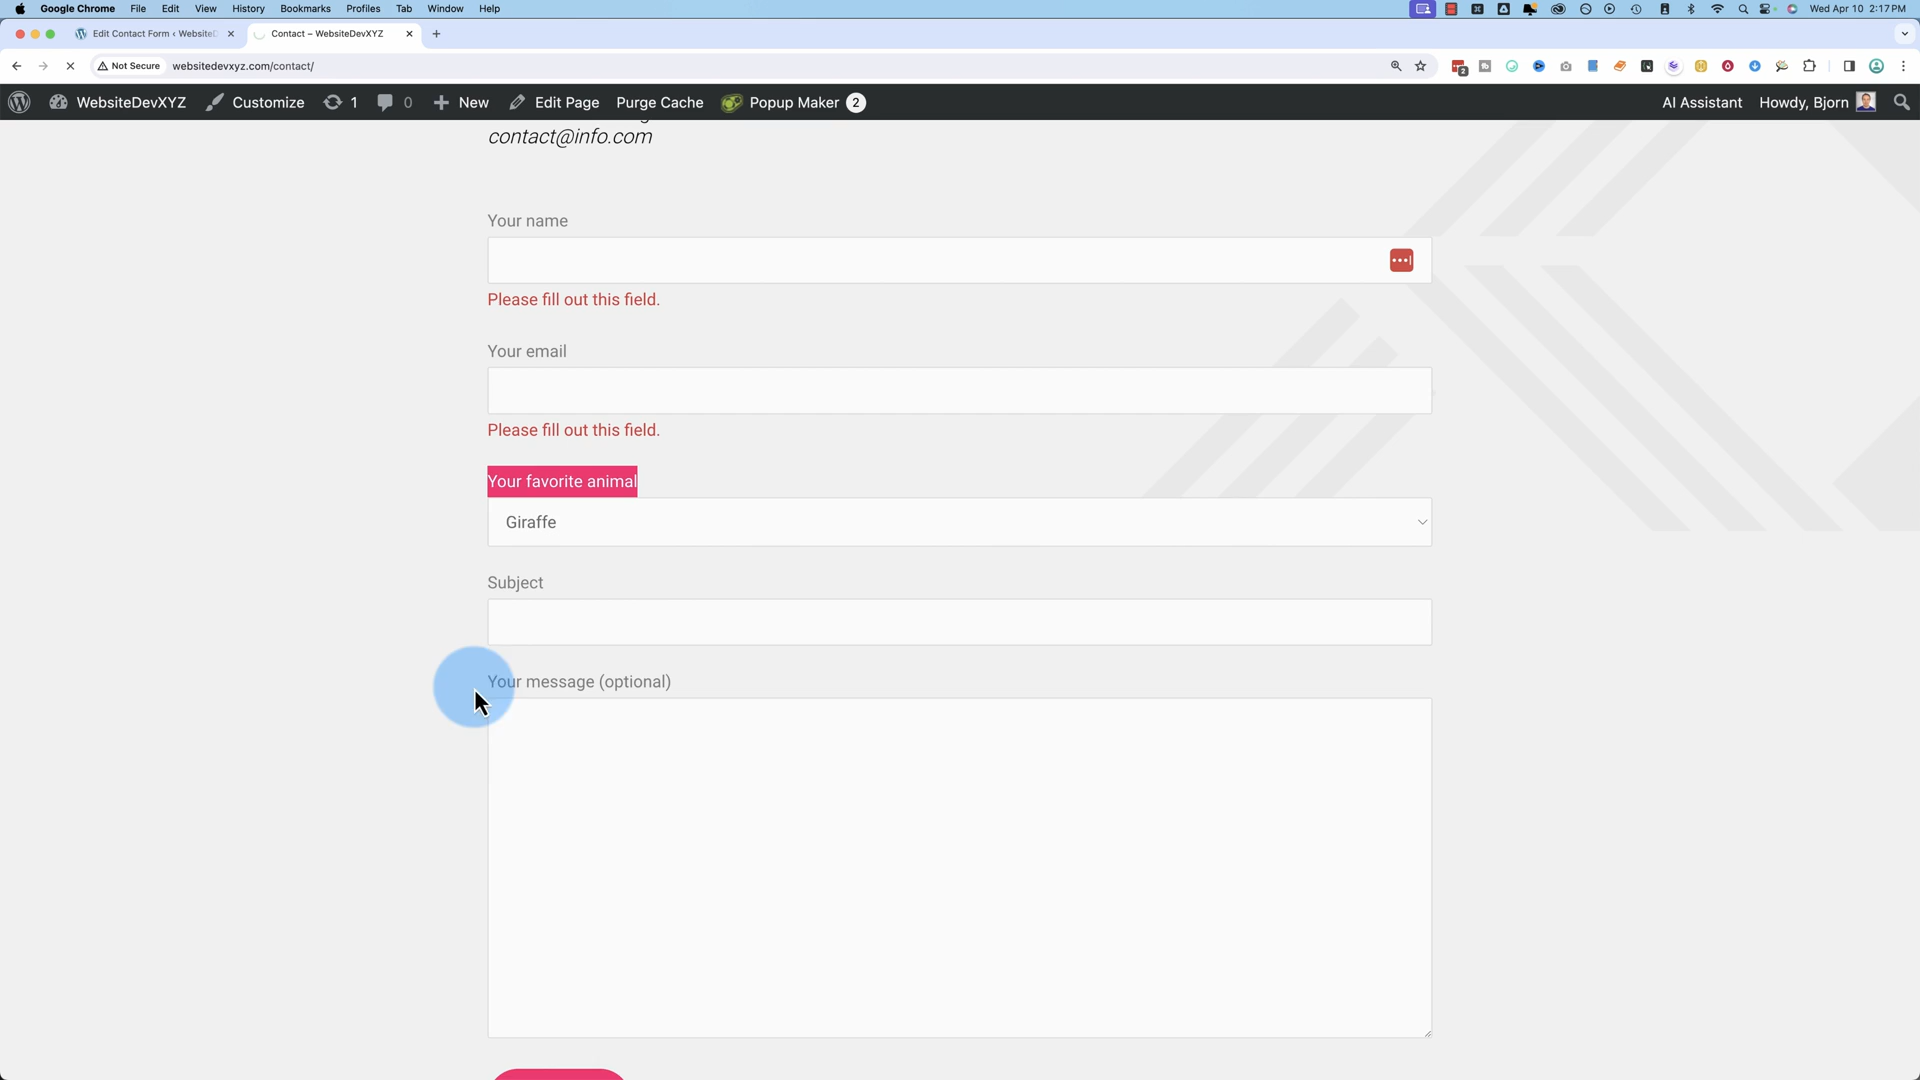 Google Chrome File Edit View History Bookmarks Profiles Tab Window Help Wed Apr 10 2:17 PM
Edit Contact Form ‹ WebsiteD Contact – WebsiteDevXYZ
Not Secure websitedevxyz.com/contact/ 2
WebsiteDevXYZ Customize 1 0 New Edit Page Purge Cache Popup Maker 2 AI Assistant Howdy, Bjorn
contact@info.com
Your name
Please fill out this field.
Your email
Please fill out this field.
Your favorite animal
Giraffe
Subject
Your message (optional)